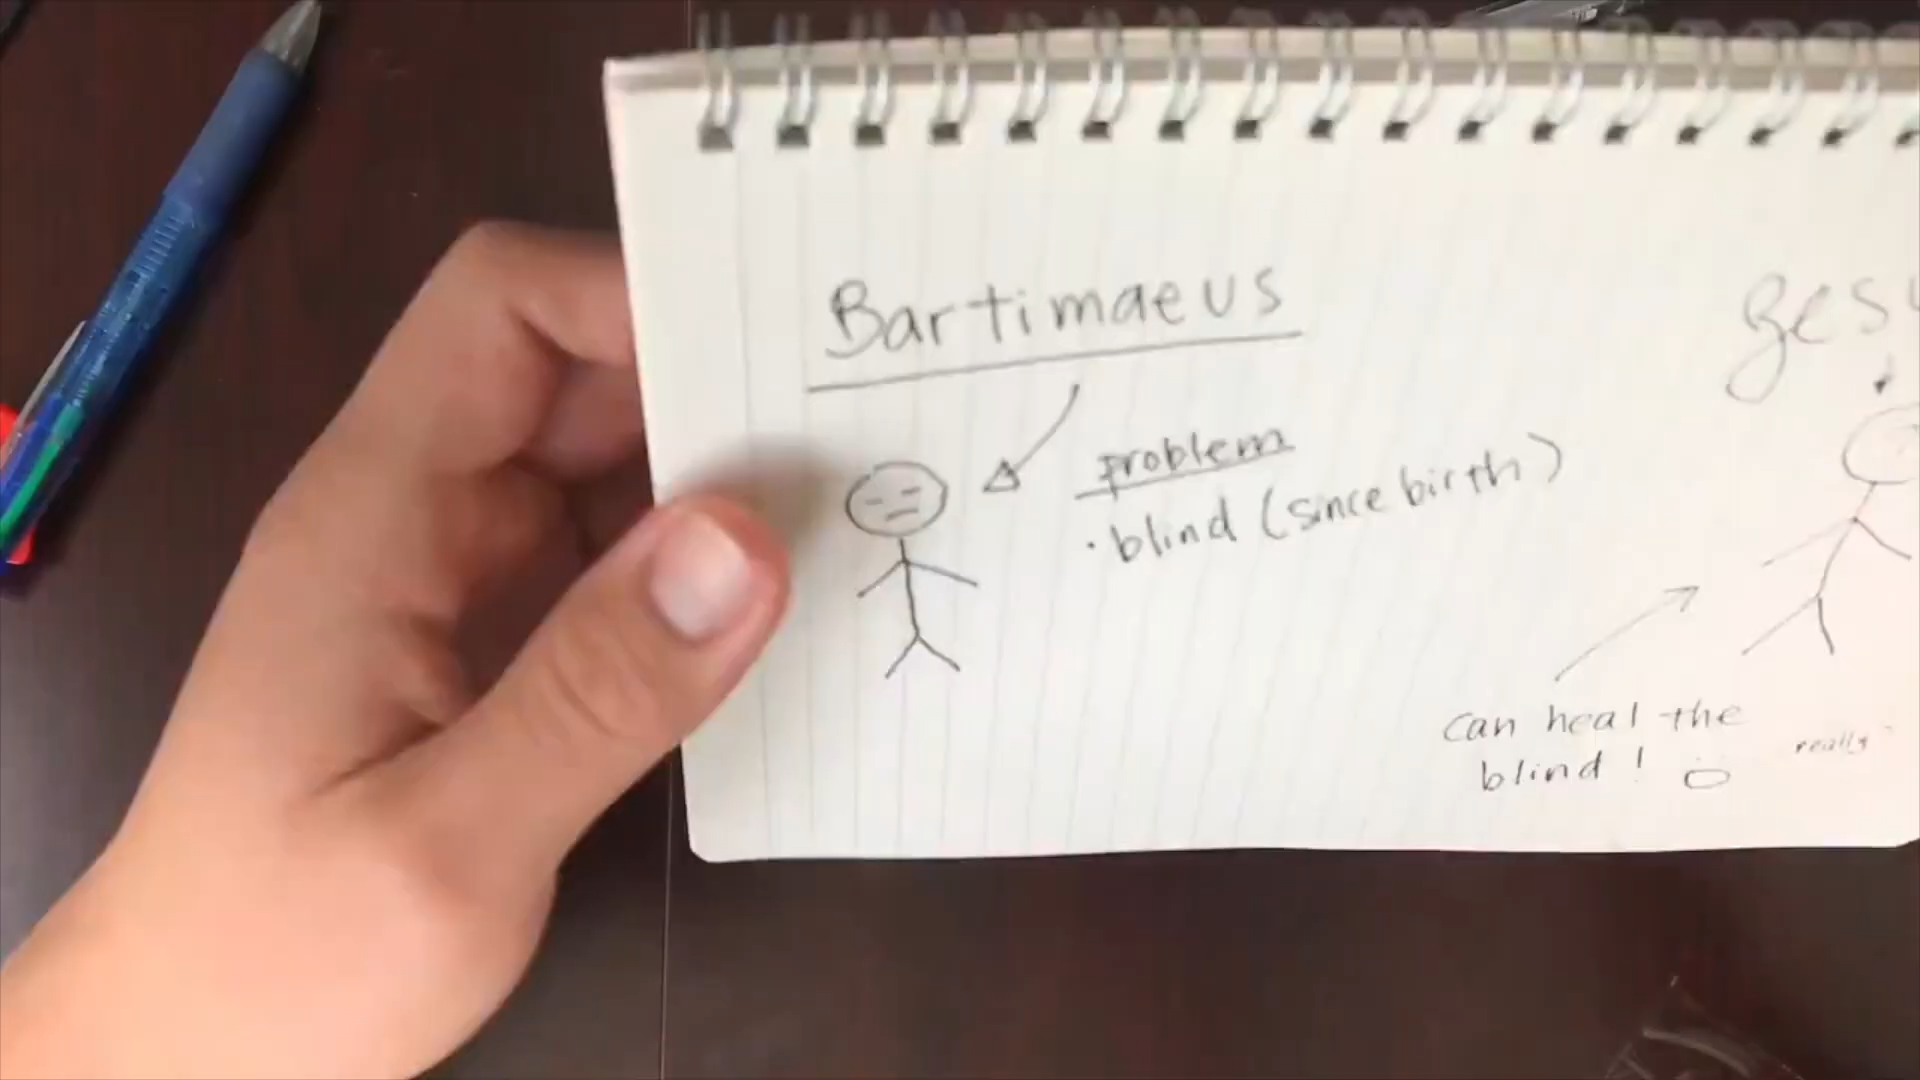 Bartimaeus
problem
• blind (since birth)
can heal the
blind !
really